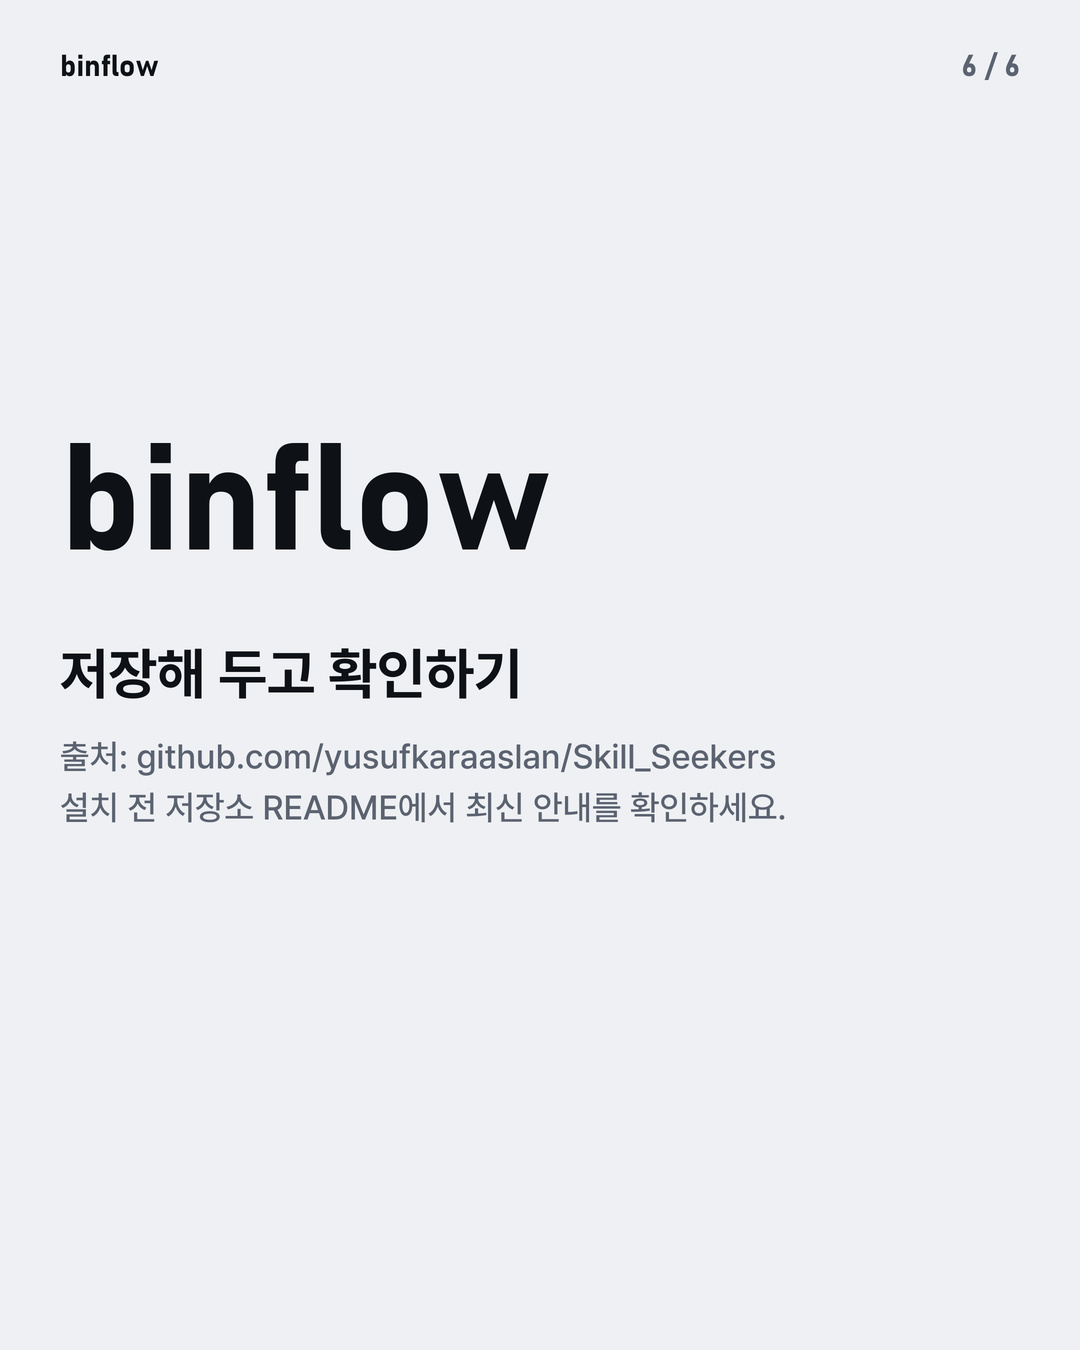 binflow
6 / 6
binflow
저장해 두고 확인하기
출처: github.com/yusufkaraaslan/Skill_Seekers
설치 전 저장소 README에서 최신 안내를 확인하세요.